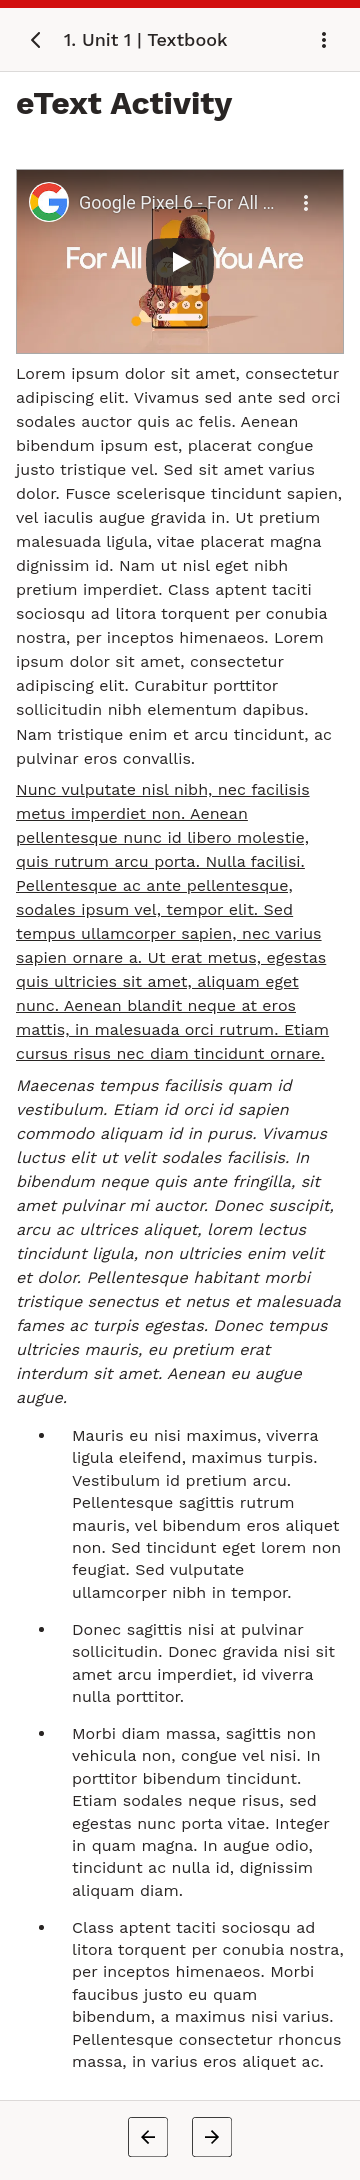 1. Unit 1 | Textbook
eText Activity
Google Pixel 6 - For All ...
For All You Are
Lorem ipsum dolor sit amet, consectetur
adipiscing elit. Vivamus sed ante sed orci
sodales auctor quis ac felis. Aenean
bibendum ipsum est, placerat congue
justo tristique vel. Sed sit amet varius
dolor. Fusce scelerisque tincidunt sapien,
vel iaculis augue gravida in. Ut pretium
malesuada ligula, vitae placerat magna
dignissim id. Nam ut nisl eget nibh
pretium imperdiet. Class aptent taciti
sociosqu ad litora torquent per conubia
nostra, per inceptos himenaeos. Lorem
ipsum dolor sit amet, consectetur
adipiscing elit. Curabitur porttitor
sollicitudin nibh elementum dapibus.
Nam tristique enim et arcu tincidunt, ac
pulvinar eros convallis.
Nunc vulputate nisl nibh, nec facilisis
metus imperdiet non. Aenean
pellentesque nunc id libero molestie,
quis rutrum arcu porta. Nulla facilisi.
Pellentesque ac ante pellentesque,
sodales ipsum vel, tempor elit. Sed
tempus ullamcorper sapien, nec varius
sapien ornare a. Ut erat metus, egestas
quis ultricies sit amet, aliquam eget
nunc. Aenean blandit neque at eros
mattis, in malesuada orci rutrum. Etiam
cursus risus nec diam tincidunt ornare.
Maecenas tempus facilisis quam id
vestibulum. Etiam id orci id sapien
commodo aliquam id in purus. Vivamus
luctus elit ut velit sodales facilisis. In
bibendum neque quis ante fringilla, sit
amet pulvinar mi auctor. Donec suscipit,
arcu ac ultrices aliquet, lorem lectus
tincidunt ligula, non ultricies enim velit
et dolor. Pellentesque habitant morbi
tristique senectus et netus et malesuada
fames ac turpis egestas. Donec tempus
ultricies mauris, eu pretium erat
interdum sit amet. Aenean eu augue
augue.
• Mauris eu nisi maximus, viverra
ligula eleifend, maximus turpis.
Vestibulum id pretium arcu.
Pellentesque sagittis rutrum
mauris, vel bibendum eros aliquet
non. Sed tincidunt eget lorem non
feugiat. Sed vulputate
ullamcorper nibh in tempor.
• Donec sagittis nisi at pulvinar
sollicitudin. Donec gravida nisi sit
amet arcu imperdiet, id viverra
nulla porttitor.
• Morbi diam massa, sagittis non
vehicula non, congue vel nisi. In
porttitor bibendum tincidunt.
Etiam sodales neque risus, sed
egestas nunc porta vitae. Integer
in quam magna. In augue odio,
tincidunt ac nulla id, dignissim
aliquam diam.
• Class aptent taciti sociosqu ad
litora torquent per conubia nostra,
per inceptos himenaeos. Morbi
faucibus justo eu quam
bibendum, a maximus nisi varius.
Pellentesque consectetur rhoncus
massa, in varius eros aliquet ac.